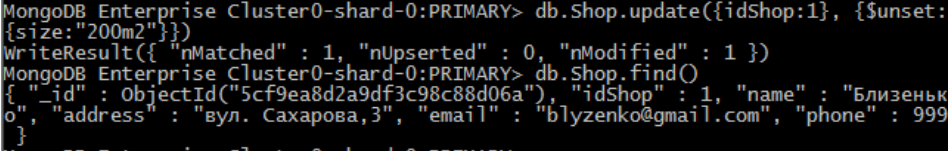 MongoDB Enterprise Cluster0-shard-0:PRIMARY> db.Shop.update({idShop:1}, {$unset:
{size:"200m2"}})
WriteResult({ "nMatched" : 1, "nUpserted" : 0, "nModified" : 1 })
MongoDB Enterprise Cluster0-shard-0:PRIMARY> db.Shop.find()
{ "_id" : ObjectId("5cf9ea8d2a9df3c98c88d06a"), "idShop" : 1, "name" : "Близеньк
о", "address" : "вул. Сахарова,3", "email" : "blyzenko@gmail.com", "phone" : 999
 }